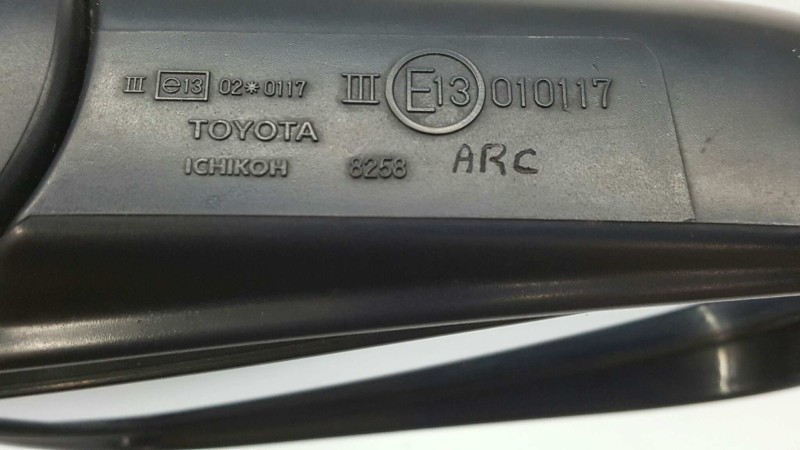 III e13 02*0117 III E13 010117
TOYOTA
ICHIKOH 8258 ARC